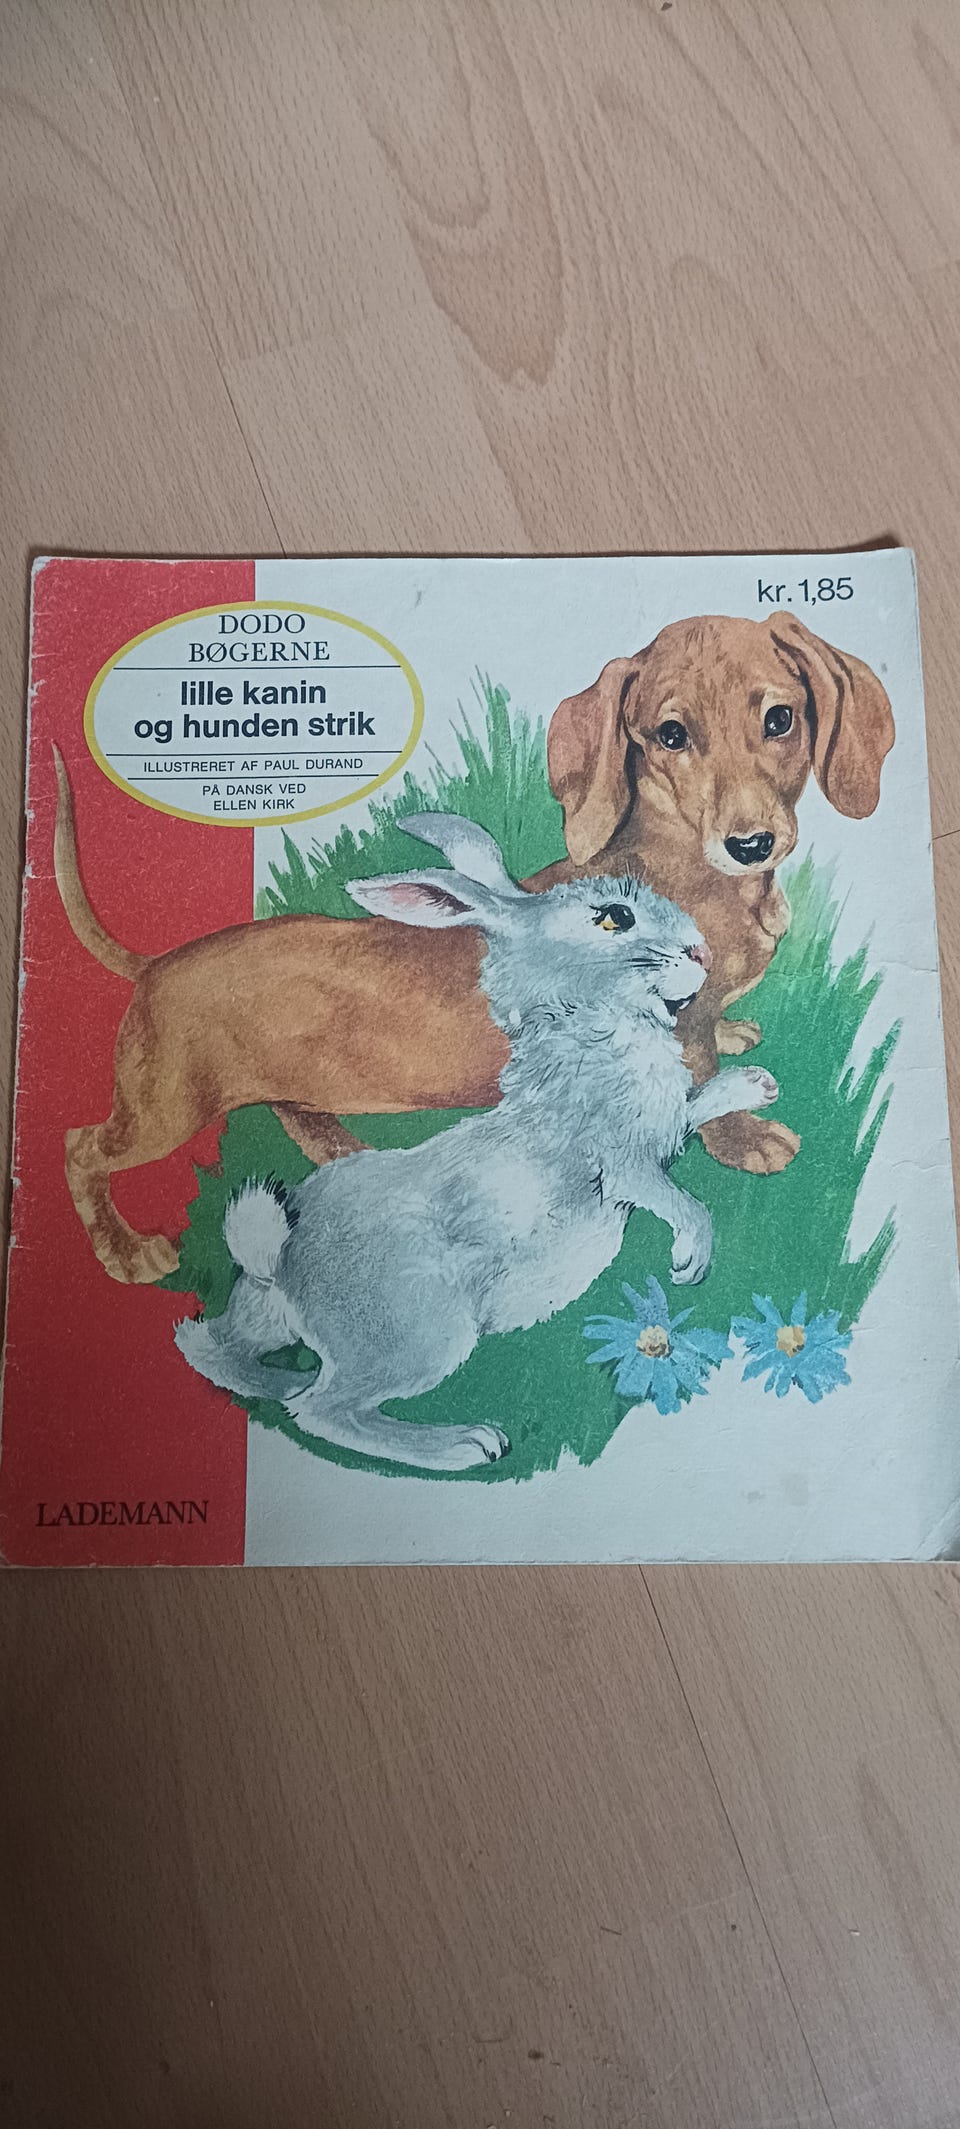 kr. 1,85
DODO
BØGERNE
lille kanin
og hunden strik
ILLUSTRERET AF PAUL DURAND
PÅ DANSK VED
ELLEN KIRK
LADEMANN